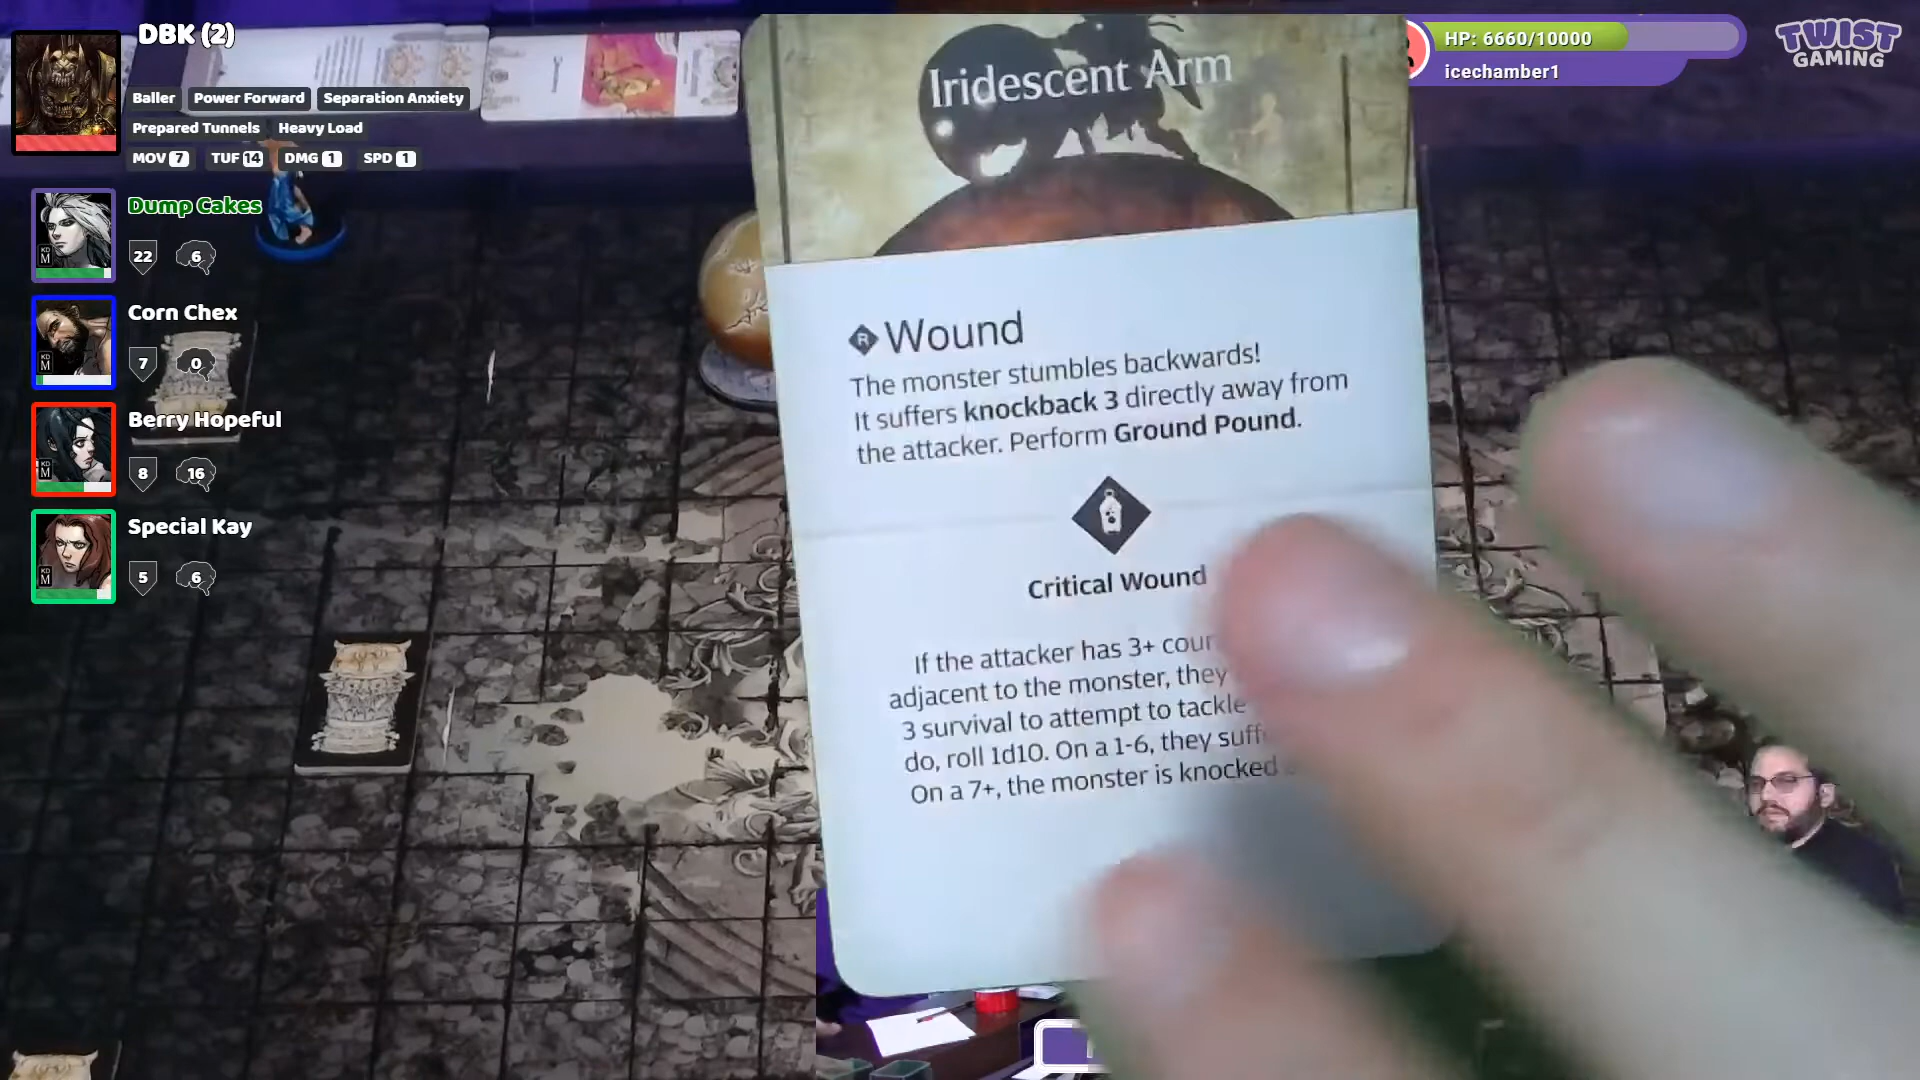 DBK (2)
Baller Power Forward Separation Anxiety
Prepared Tunnels Heavy Load
MOV 7 TUF 14 DMG 1 SPD 1
Dump Cakes
22 6
Corn Chex
7 0
Berry Hopeful
8 16
Special Kay
5 6
HP: 6660/10000
icechamber1
TWIST
GAMING
Iridescent Arm
R Wound
The monster stumbles backwards!
It suffers knockback 3 directly away from
the attacker. Perform Ground Pound.
Critical Wound
If the attacker has 3+
adjacent to the monster, they
3 survival to attempt to tackle
do, roll 1d10. On a 1-6, they
On a 7+, the monster is knocked